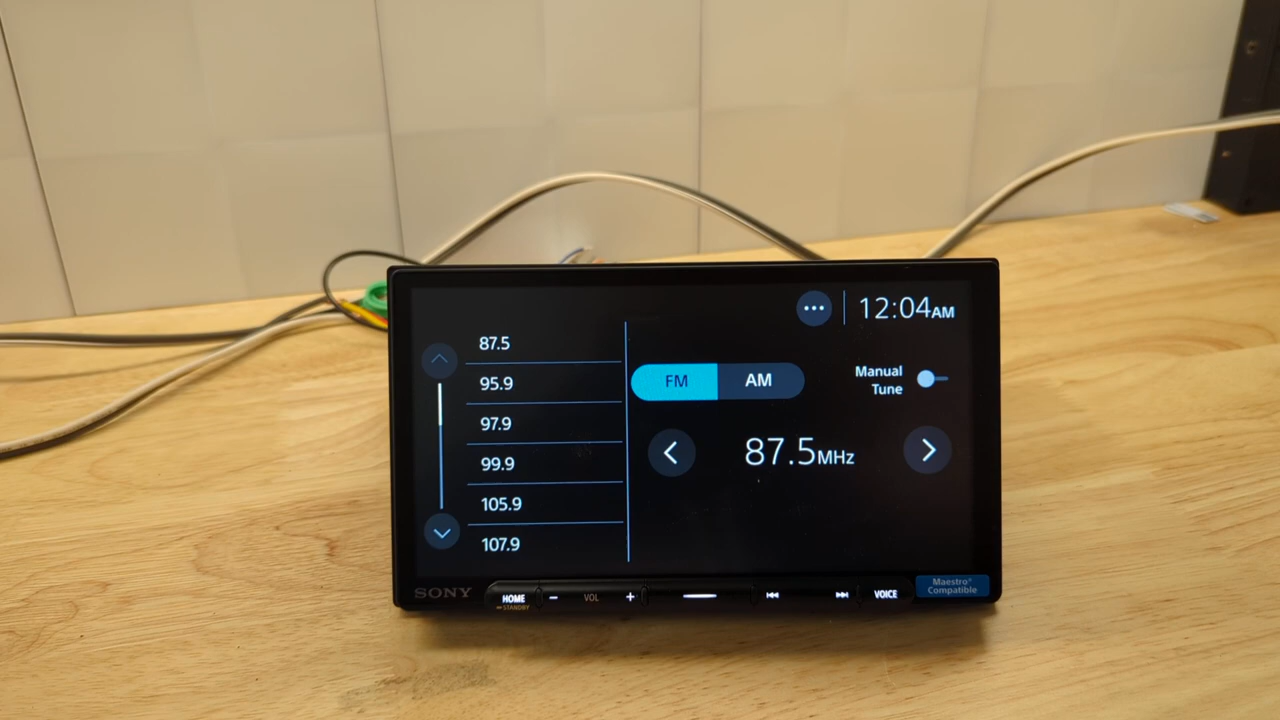 12:04AM
87.5
95.9
97.9
99.9
105.9
107.9
FM AM
Manual
Tune
87.5MHz
SONY
HOME
STANDBY
− VOL +
VOICE
Maestro®
Compatible